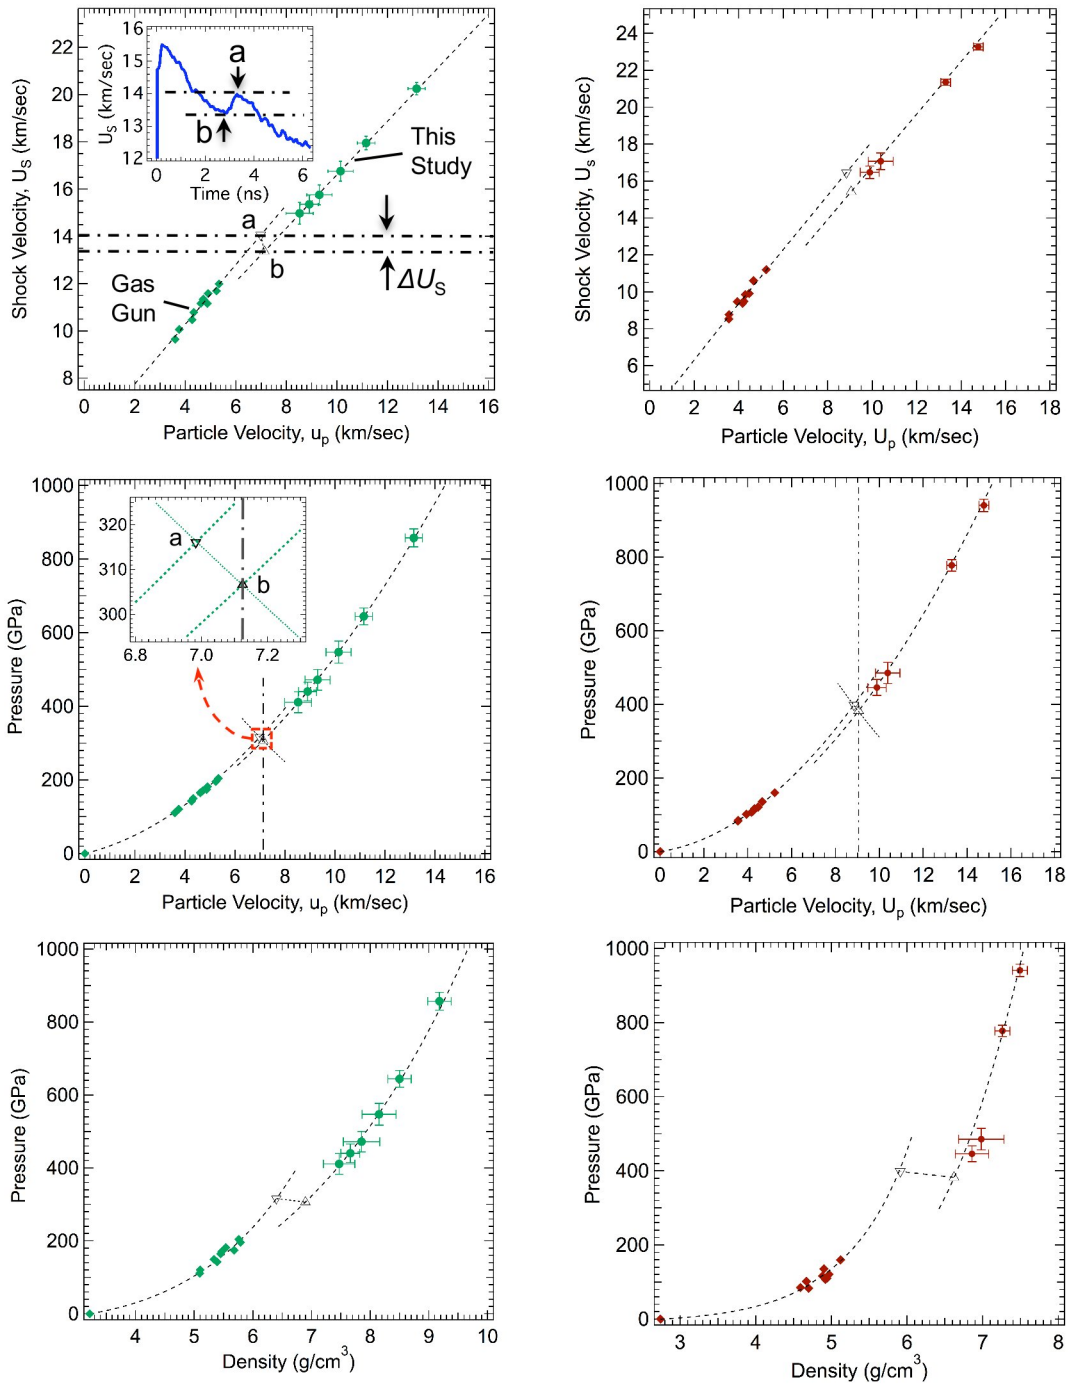 Shock Velocity, U_S (km/sec)
22
20
18
16
14
12
10
8
U_S (km/sec)
16
15
14
13
12
0 2 4 6
Time (ns)
a
b
This
Study
a
b
ΔU_S
Gas
Gun
0 2 4 6 8 10 12 14 16
Particle Velocity, u_p (km/sec)
Shock Velocity, U_s (km/sec)
24
22
20
18
16
14
12
10
8
6
0 2 4 6 8 10 12 14 16 18
Particle Velocity, U_p (km/sec)
Pressure (GPa)
1000
800
600
400
200
0
320
310
300
6.8 7.0 7.2
a
b
0 2 4 6 8 10 12 14 16
Particle Velocity, u_p (km/sec)
Pressure (GPa)
1000
800
600
400
200
0
0 2 4 6 8 10 12 14 16 18
Particle Velocity, U_p (km/sec)
Pressure (GPa)
1000
800
600
400
200
0
4 5 6 7 8 9 10
Density (g/cm³)
Pressure (GPa)
1000
800
600
400
200
0
3 4 5 6 7 8
Density (g/cm³)